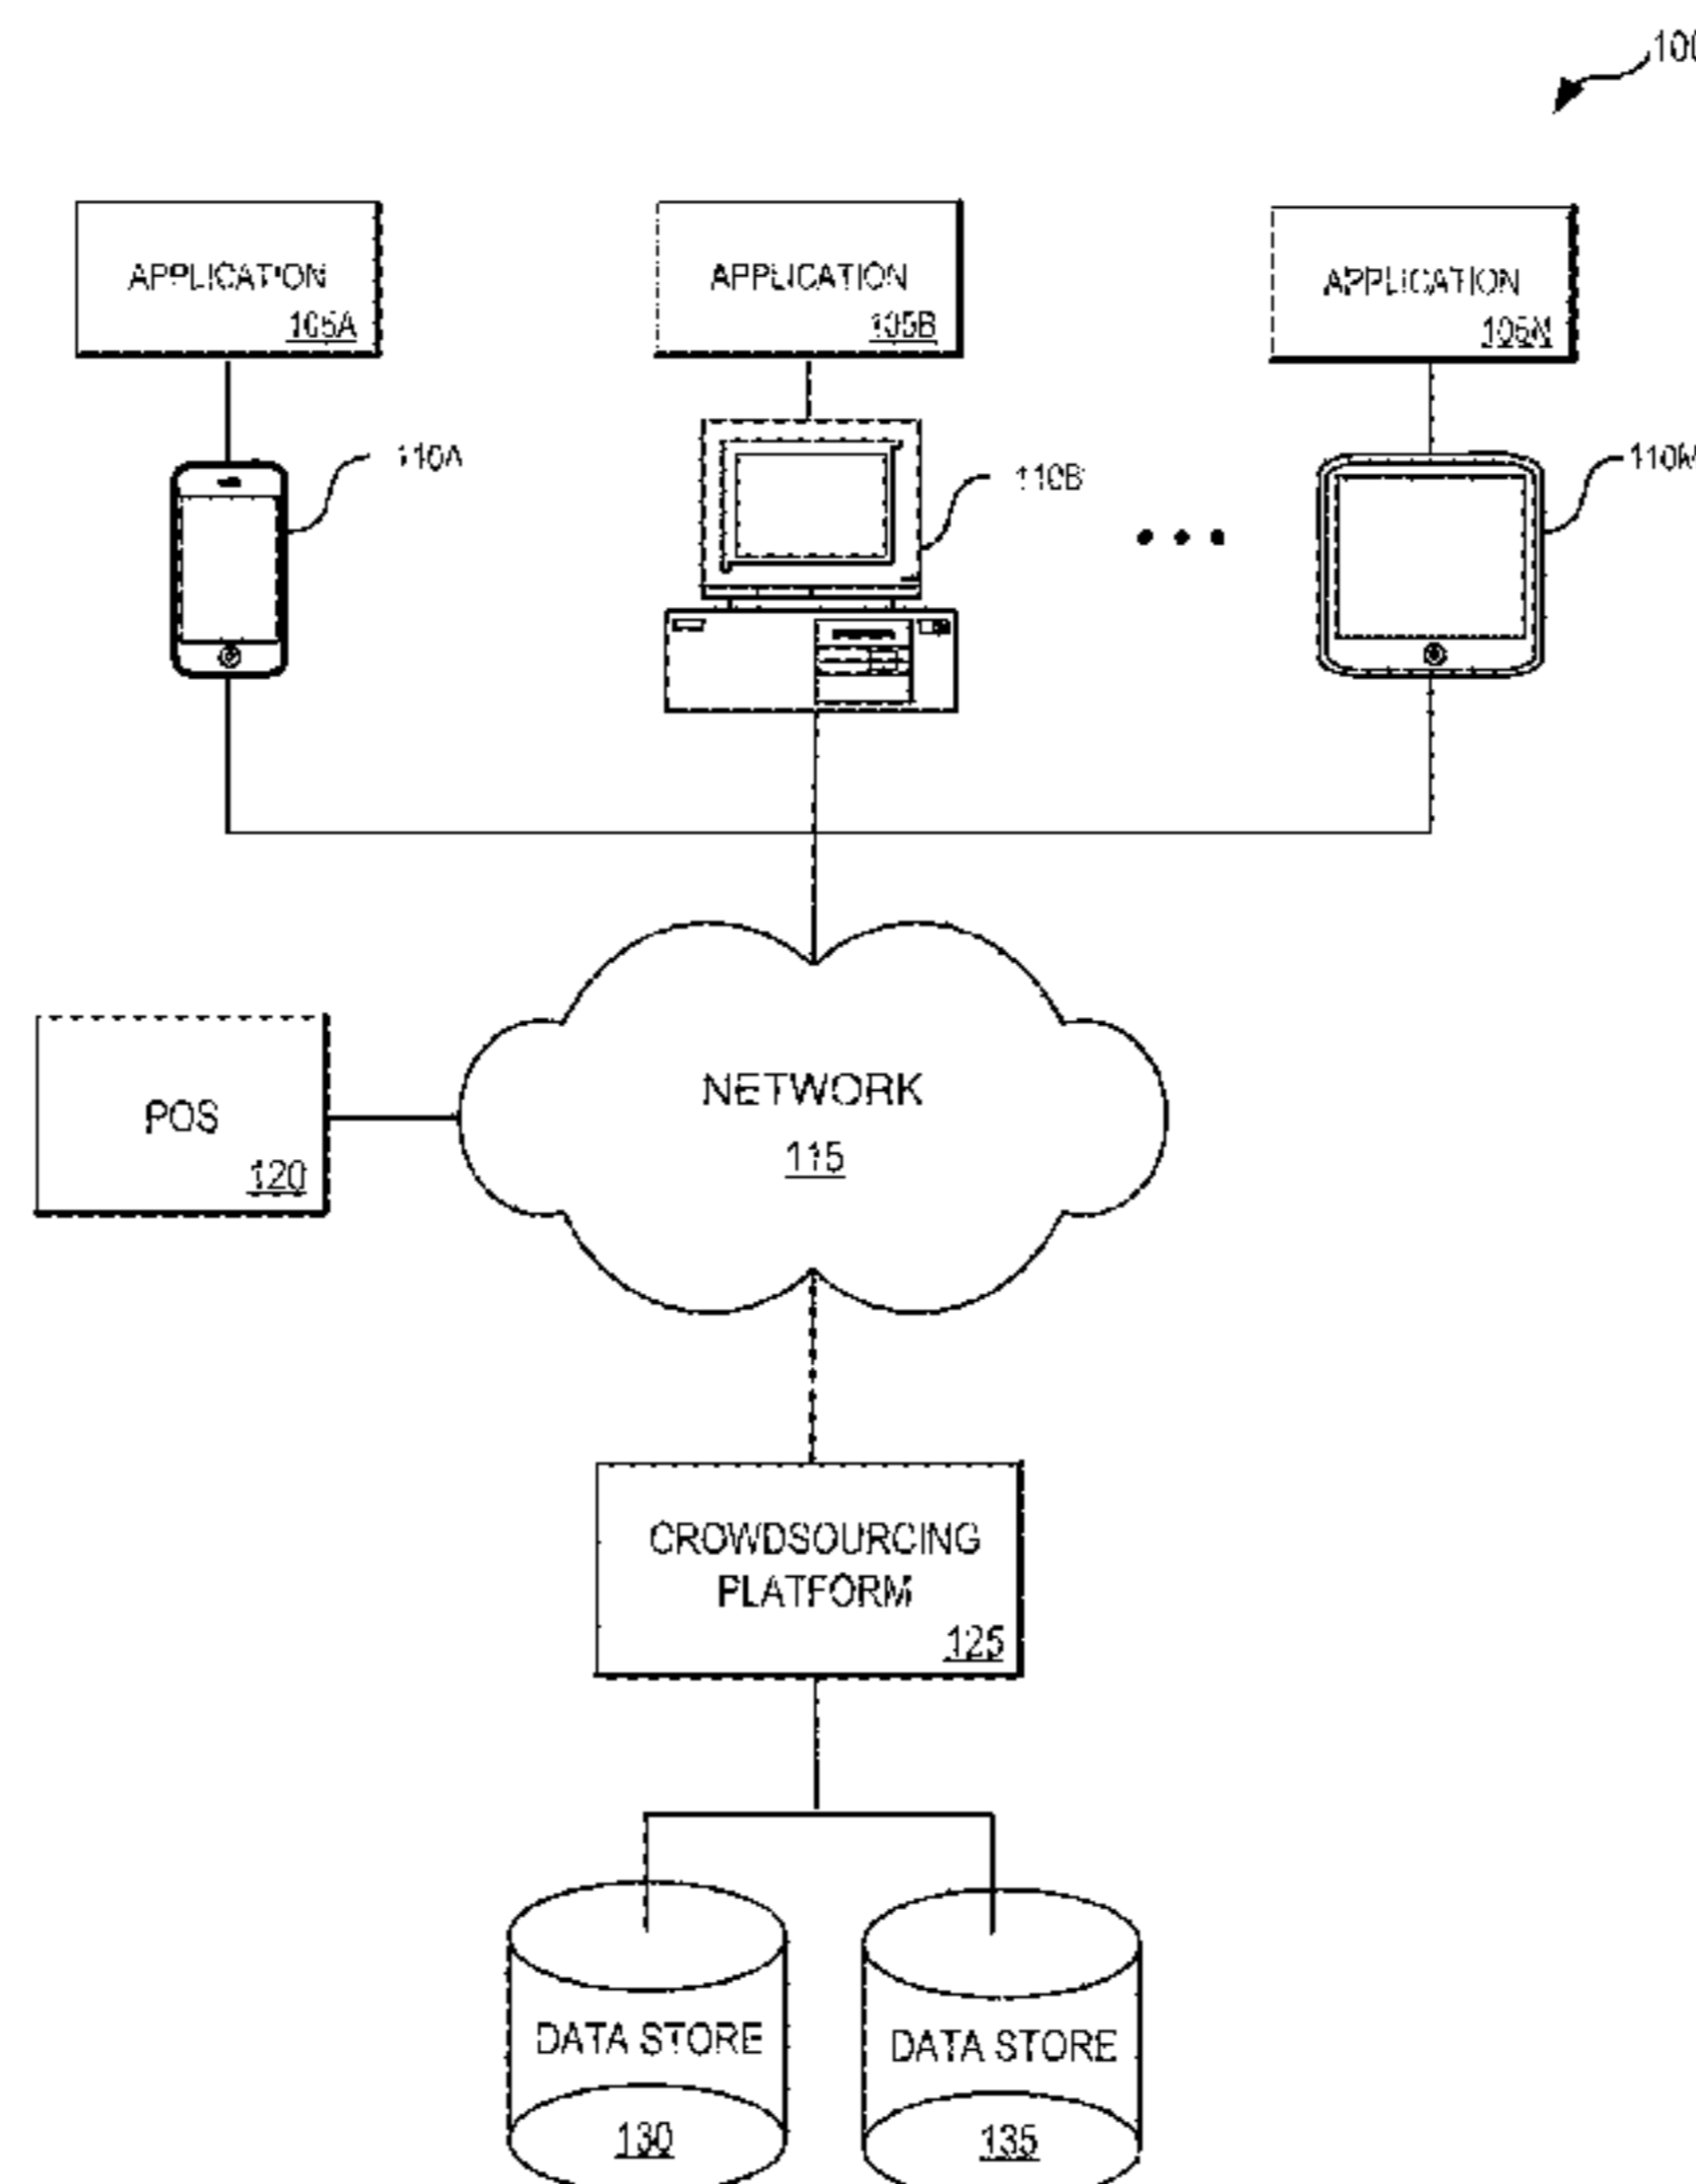 100
APPLICATION
105A
APPLICATION
105B
APPLICATION
105N
110A
110B
NETWORK
115
POS
120
CROWDSOURCING
PLATFORM
125
DATA STORE
130
DATA STORE
135